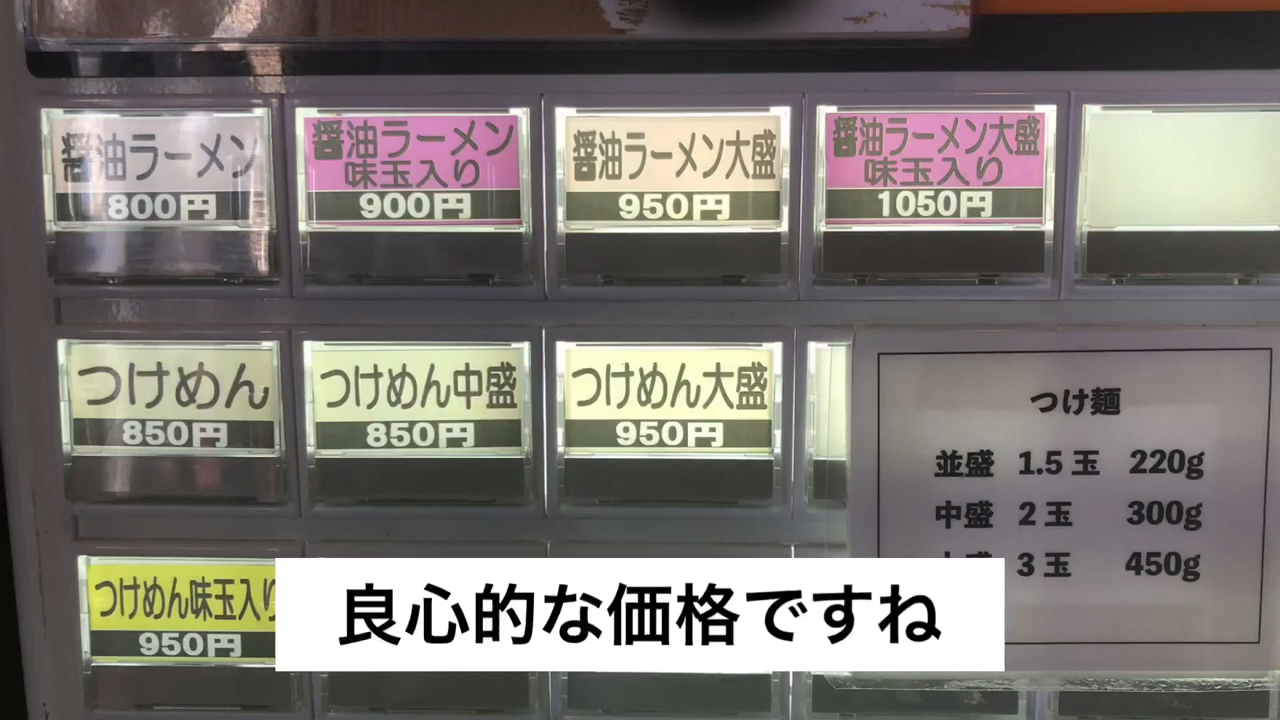 醤油ラーメン
800円
醤油ラーメン
味玉入り
900円
醤油ラーメン大盛
950円
醤油ラーメン大盛
味玉入り
1050円
つけめん
850円
つけめん中盛
850円
つけめん大盛
950円
つけ麺
並盛 1.5玉 220g
中盛 2玉 300g
3玉 450g
つけめん味玉入り
950円
良心的な価格ですね